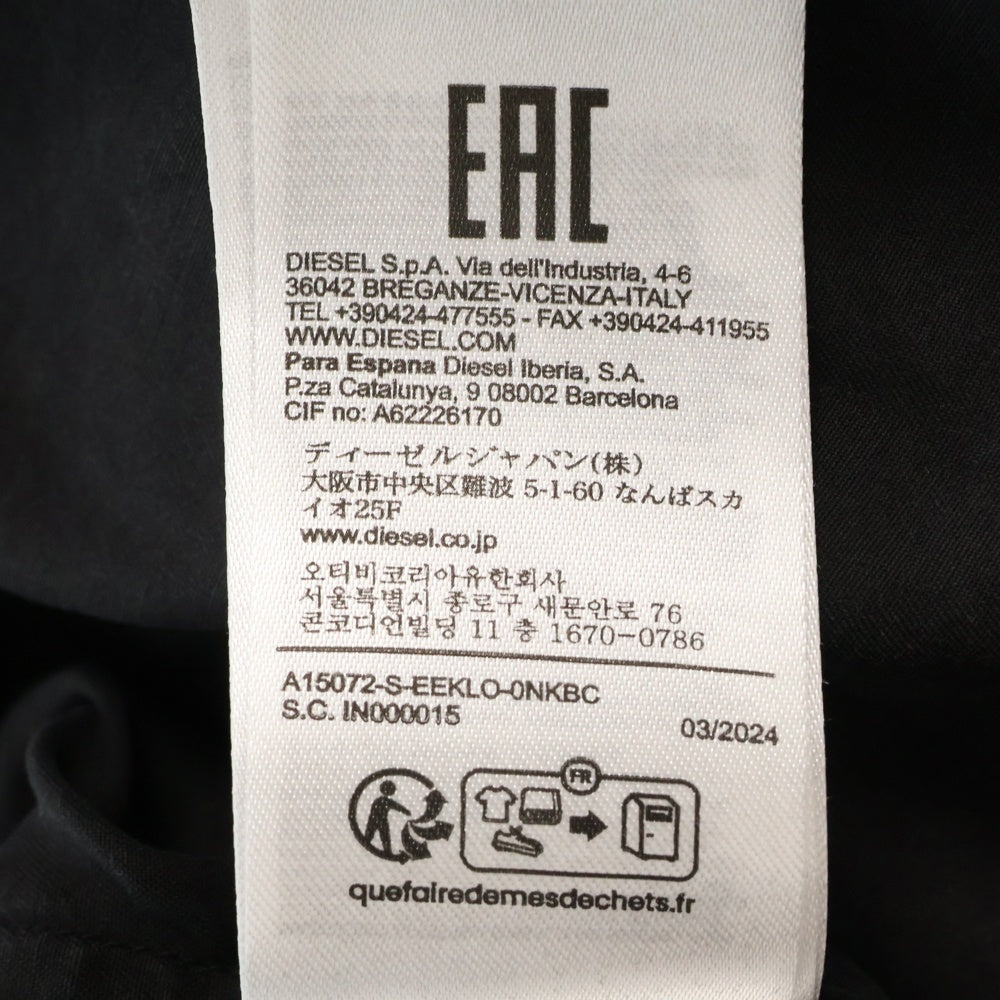 EAC
DIESEL S.p.A. Via dell'Industria, 4-6
36042 BREGANZE-VICENZA-ITALY
TEL +390424-477555 - FAX +390424-411955
WWW.DIESEL.COM
Para Espana Diesel Iberia, S.A.
P.za Catalunya, 9 08002 Barcelona
CIF no: A62226170
ディーゼルジャパン(株)
大阪市中央区難波 5-1-60 なんばスカ
イオ25F
www.diesel.co.jp
오티비코리아유한회사
서울특별시 종로구 새문안로 76
콘코디언빌딩 11 층 1670-0786
A15072-S-EEKLO-0NKBC
S.C. IN000015
03/2024
FR
quefairedemesdechets.fr